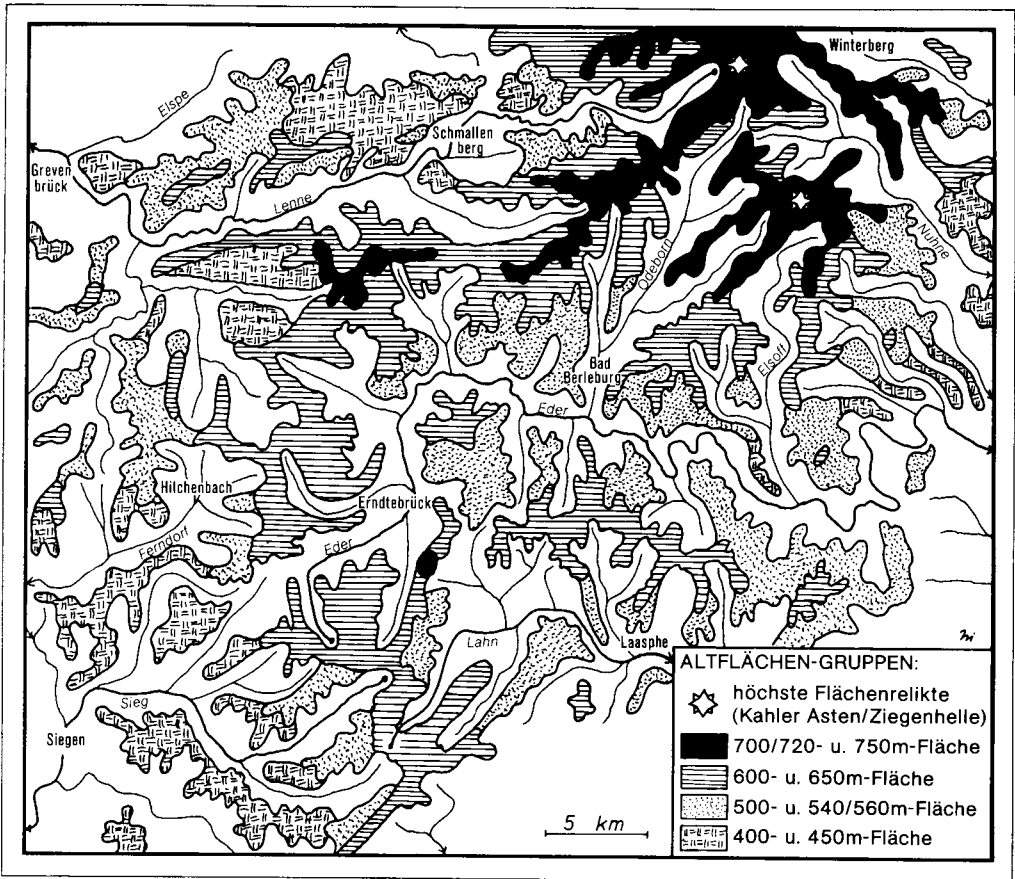 Winterberg
Elspe
Schmallen
berg
Greven
brück
Lenne
Odeborn
Nuhne
Elsoff
Bad
Berleburg
Eder
Hilchenbach
Erndtebrück
Ferndorf
Eder
Lahn
Laasphe
Sieg
Siegen
5 km
ALTFLÄCHEN-GRUPPEN:
höchste Flächenrelikte
(Kahler Asten/Ziegenhelle)
700/720- u. 750m-Fläche
600- u. 650m-Fläche
500- u. 540/560m-Fläche
400- u. 450m-Fläche